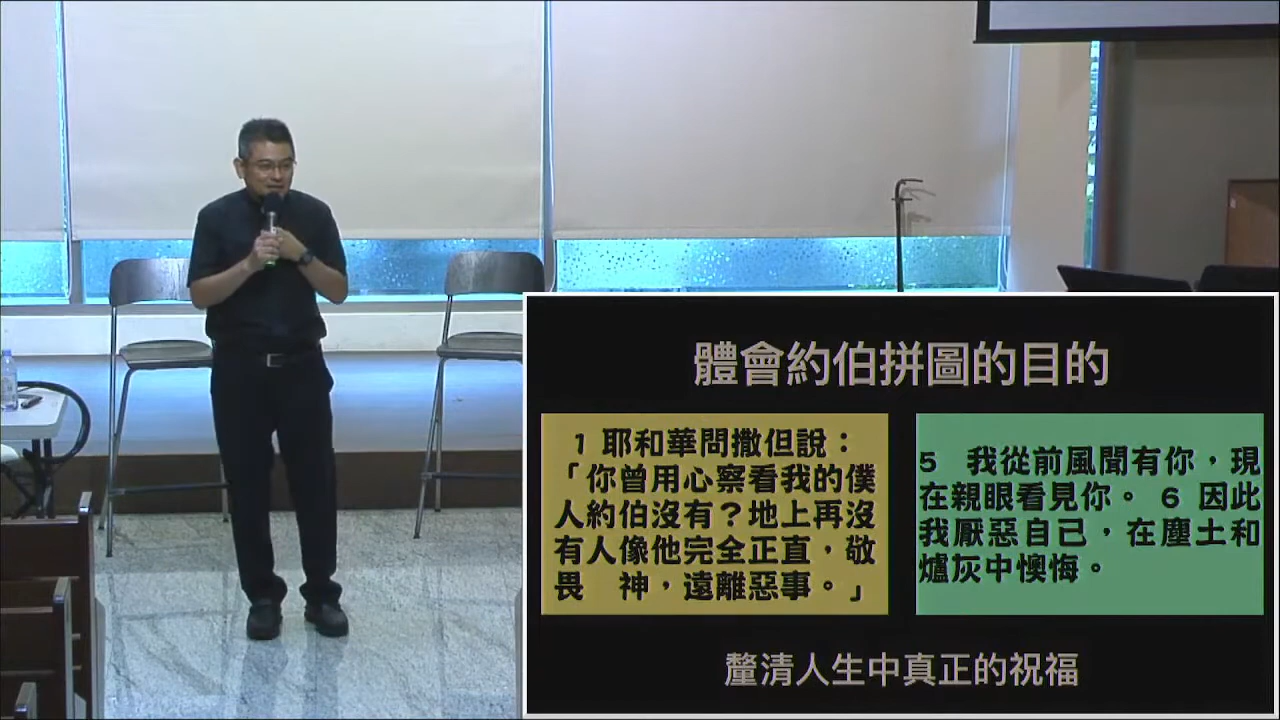 體會約伯拼圖的目的
1 耶和華問撒但說：
「你曾用心察看我的僕
人約伯沒有？地上再沒
有人像他完全正直，敬
畏　神，遠離惡事。」
5　我從前風聞有你，現
在親眼看見你。 6 因此
我厭惡自己，在塵土和
爐灰中懊悔。
釐清人生中真正的祝福